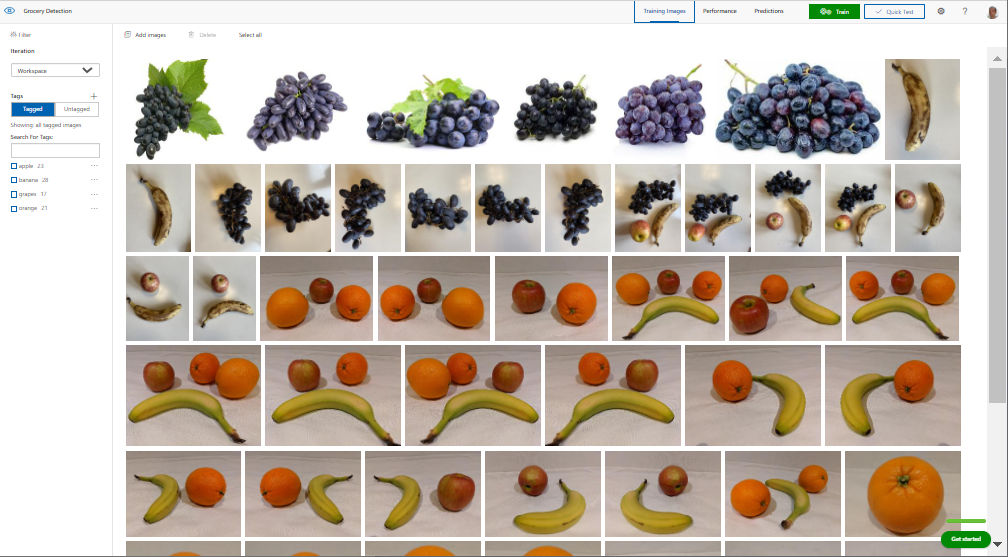 Grocery Detection
Training Images
Performance
Predictions
Train
Quick Test
?
Filter
Add images
Delete
Select all
Iteration
Workspace
Tags
+
Tagged
Untagged
Showing: all tagged images
Search For Tags:
apple 23
banana 28
grapes 17
orange 21
Get started